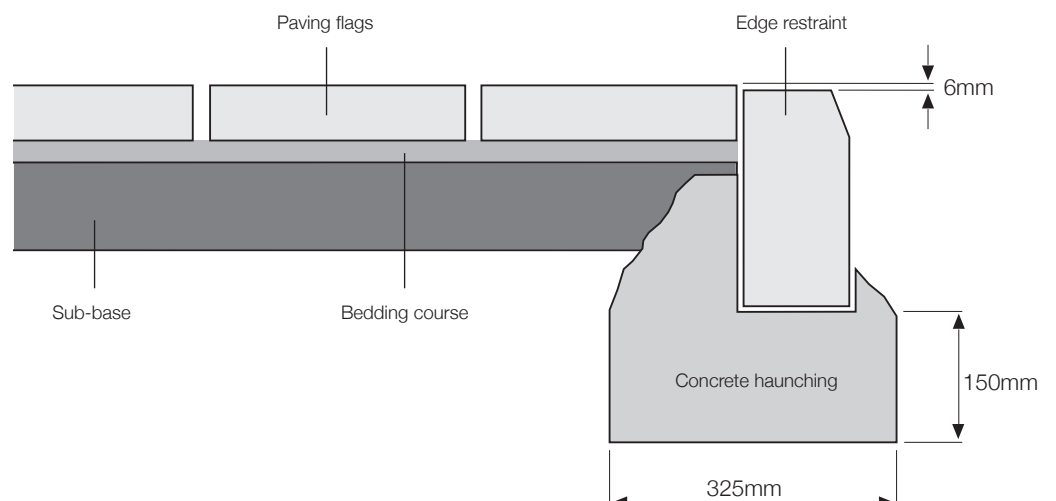 Paving flags
Edge restraint
6mm
Sub-base
Bedding course
Concrete haunching
150mm
325mm